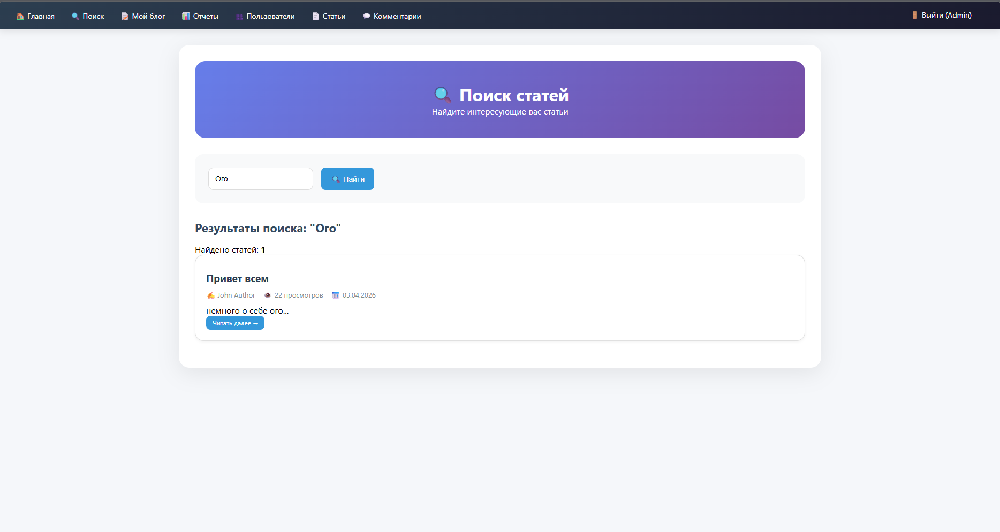 Главная Поиск Мой блог Отчёты Пользователи Статьи Комментарии Выйти (Admin)
Поиск статей
Найдите интересующие вас статьи
Ого Найти
Результаты поиска: "Ого"
Найдено статей: 1
Привет всем
John Author 22 просмотров 03.04.2026
немного о себе ого...
Читать далее →